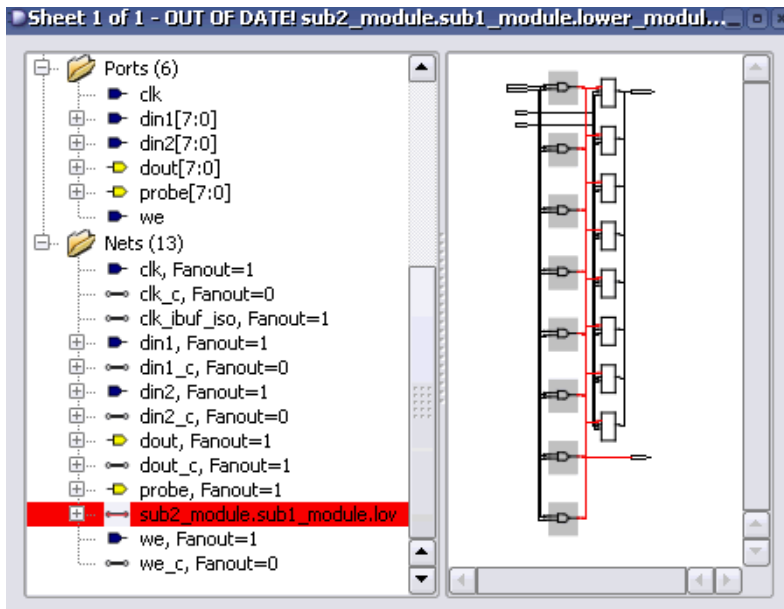 Sheet 1 of 1 - OUT OF DATE! sub2_module.sub1_module.lower_modul...
Ports (6)
clk
din1[7:0]
din2[7:0]
dout[7:0]
probe[7:0]
we
Nets (13)
clk, Fanout=1
clk_c, Fanout=0
clk_ibuf_iso, Fanout=1
din1, Fanout=1
din1_c, Fanout=0
din2, Fanout=1
din2_c, Fanout=0
dout, Fanout=1
dout_c, Fanout=1
probe, Fanout=1
sub2_module.sub1_module.lov
we, Fanout=1
we_c, Fanout=0